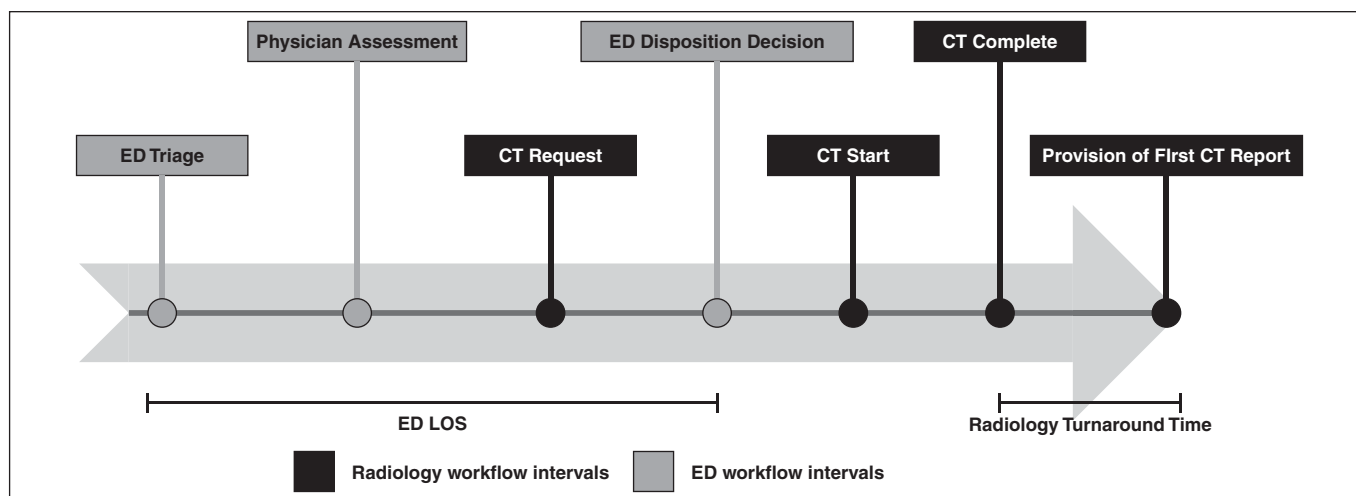 Physician Assessment
ED Disposition Decision
CT Complete
ED Triage
CT Request
CT Start
Provision of FIrst CT Report
ED LOS
Radiology Turnaround Time
Radiology workflow intervals
ED workflow intervals